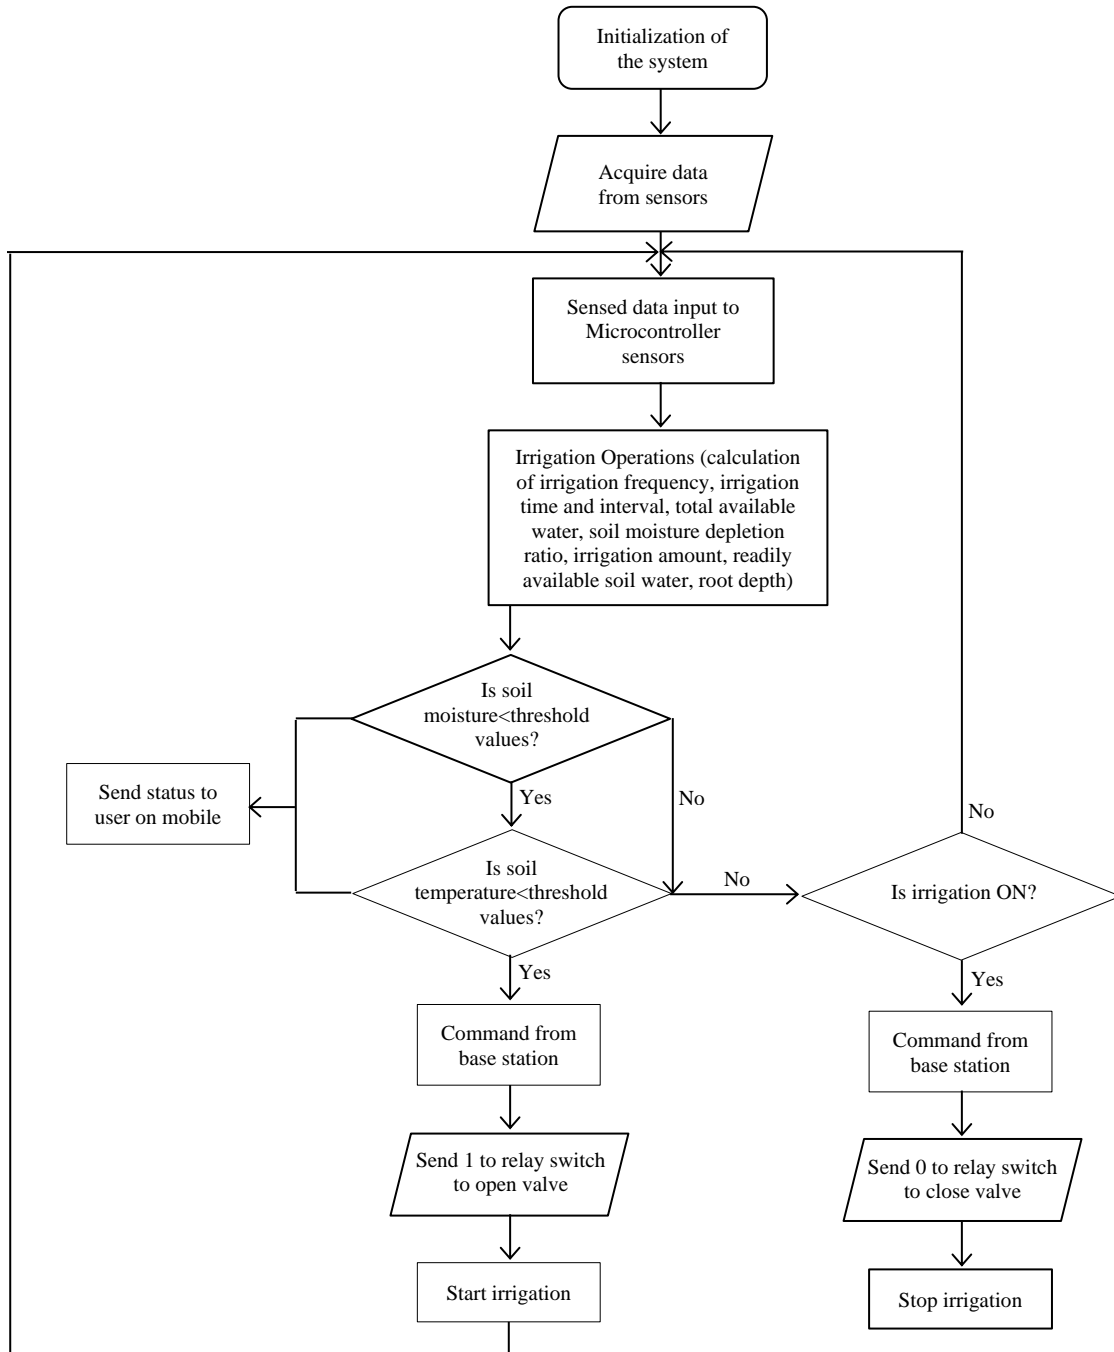 Initialization of
the system
Acquire data
from sensors
Sensed data input to
Microcontroller
sensors
Irrigation Operations (calculation
of irrigation frequency, irrigation
time and interval, total available
water, soil moisture depletion
ratio, irrigation amount, readily
available soil water, root depth)
Is soil
moisture<threshold
values?
Send status to
user on mobile
Yes
No
No
Is soil
temperature<threshold
values?
No
Is irrigation ON?
Yes
Yes
Command from
base station
Command from
base station
Send 1 to relay switch
to open valve
Send 0 to relay switch
to close valve
Start irrigation
Stop irrigation